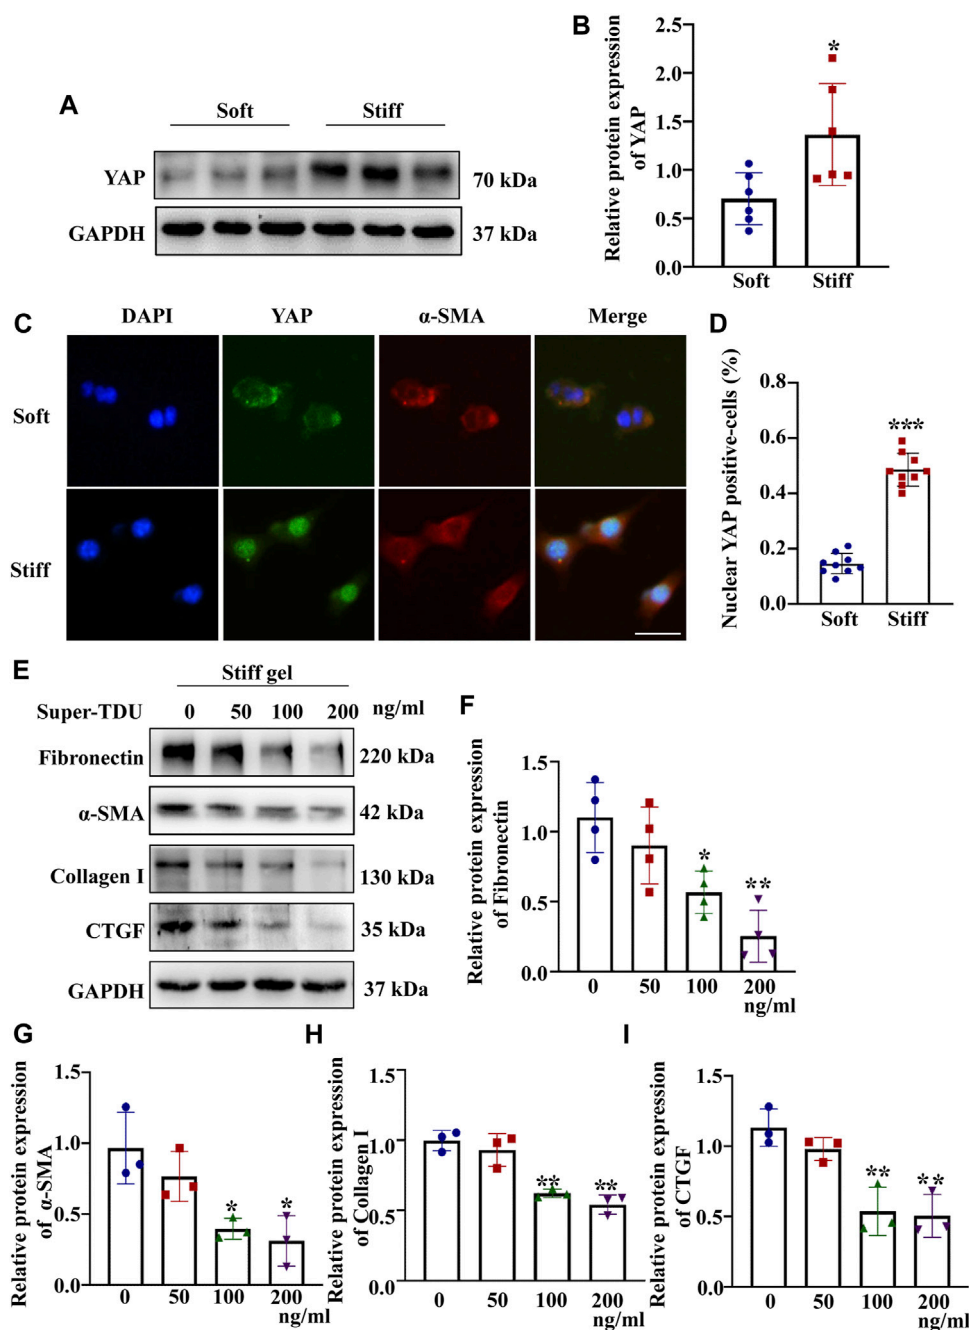 A
Soft Stiff
YAP 70 kDa
GAPDH 37 kDa
B
Relative protein expression
of YAP
2.5
2.0
1.5
1.0
0.5
0.0
*
Soft Stiff
C
DAPI YAP α-SMA Merge
Soft
Stiff
D
Nuclear YAP positive-cells (%)
0.8
0.6
0.4
0.2
0.0
***
Soft Stiff
E
Stiff gel
Super-TDU 0 50 100 200 ng/ml
Fibronectin 220 kDa
α-SMA 42 kDa
Collagen I 130 kDa
CTGF 35 kDa
GAPDH 37 kDa
F
Relative protein expression
of Fibronectin
1.5
1.0
0.5
0.0
*
**
0 50 100 200
ng/ml
G
Relative protein expression
of α-SMA
1.5
1.0
0.5
0.0
* *
0 50 100 200
ng/ml
H
Relative protein expression
of Collagen I
1.5
1.0
0.5
0.0
** **
0 50 100 200
ng/ml
I
Relative protein expression
of CTGF
1.5
1.0
0.5
0.0
** **
0 50 100 200
ng/ml